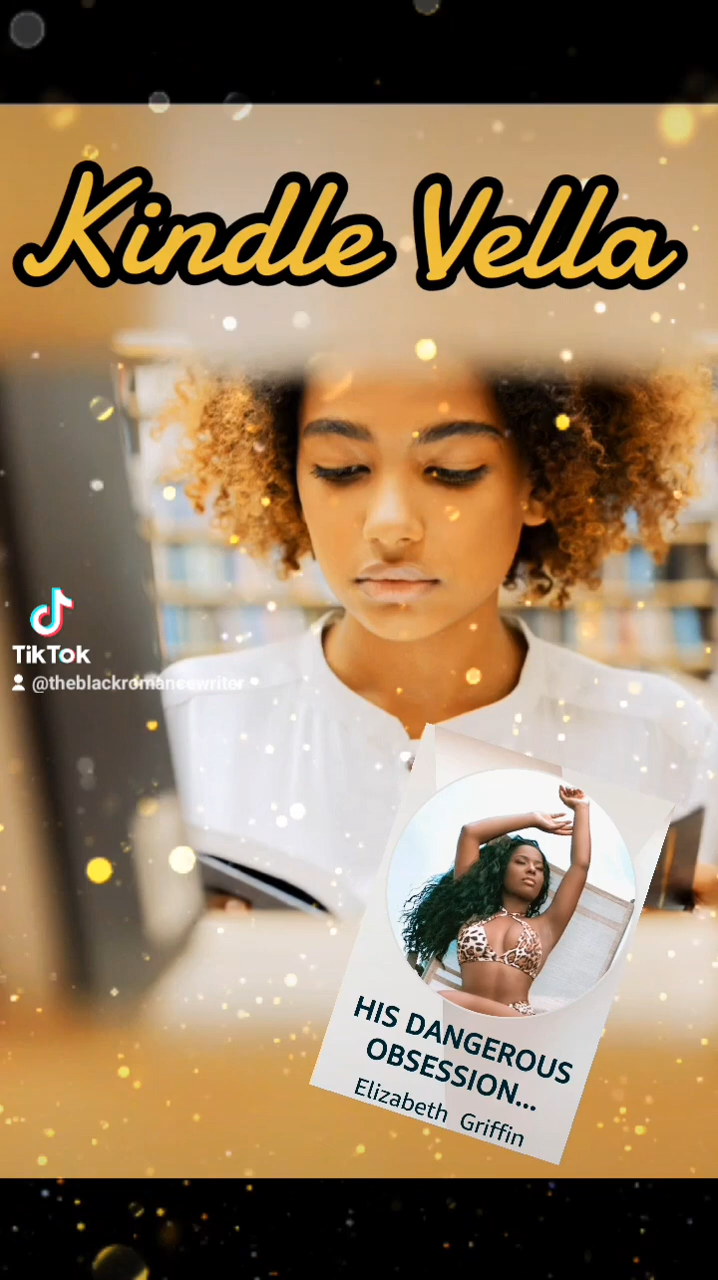 Kindle Vella
TikTok
@theblackromancewriter
HIS DANGEROUS
OBSESSION...
Elizabeth Griffin